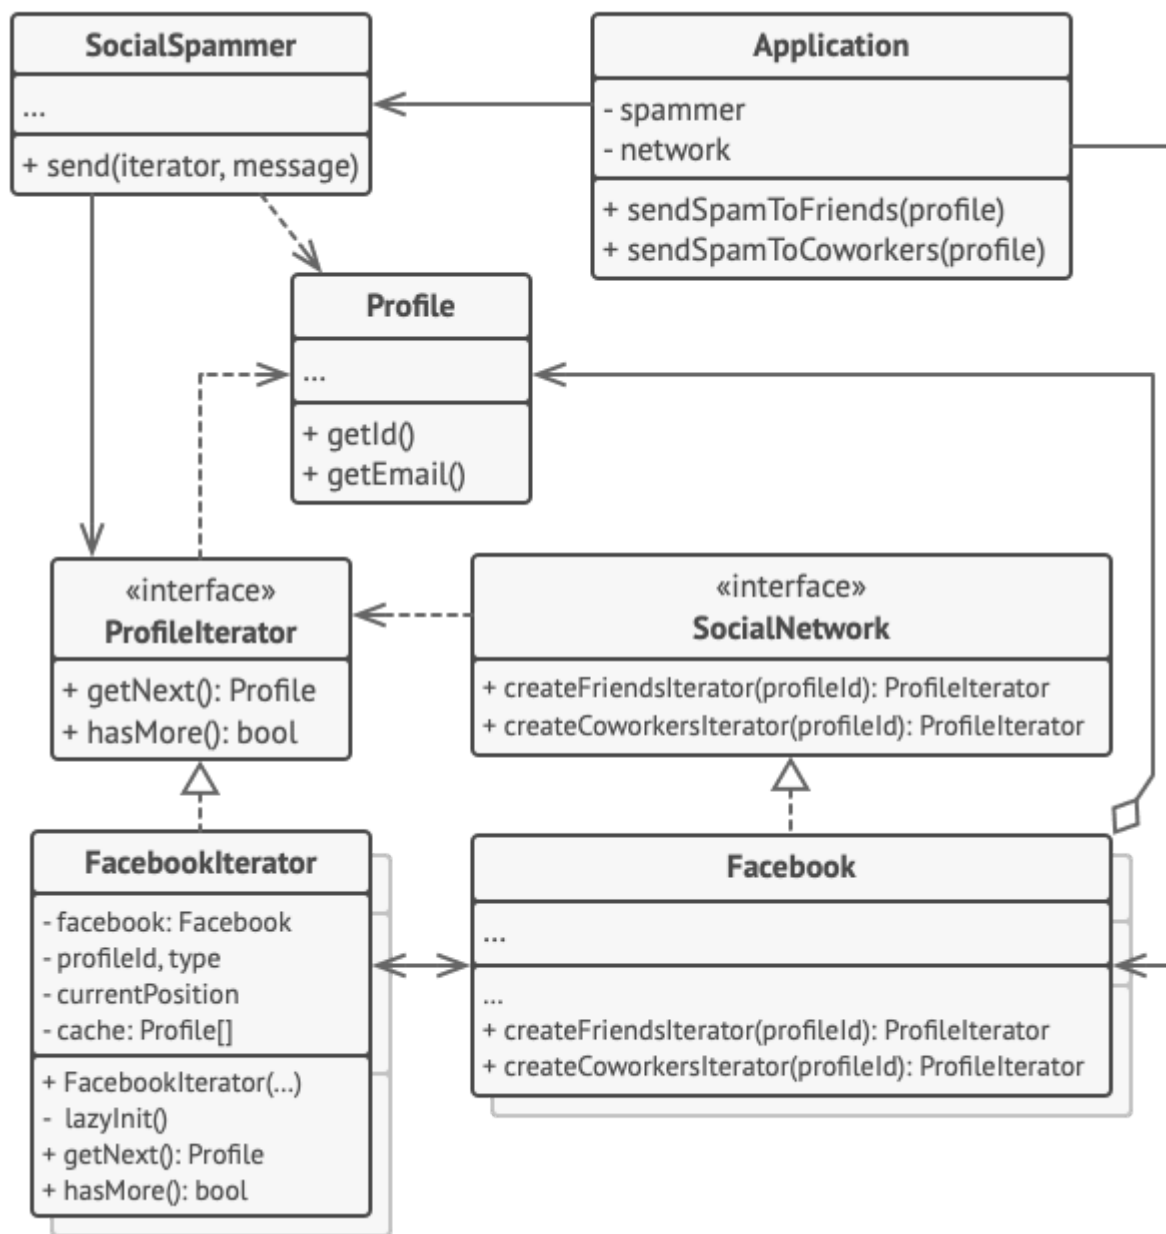 SocialSpammer
...
+ send(iterator, message)
Application
- spammer
- network
+ sendSpamToFriends(profile)
+ sendSpamToCoworkers(profile)
Profile
...
+ getId()
+ getEmail()
«interface»
ProfileIterator
+ getNext(): Profile
+ hasMore(): bool
«interface»
SocialNetwork
+ createFriendsIterator(profileId): ProfileIterator
+ createCoworkersIterator(profileId): ProfileIterator
FacebookIterator
- facebook: Facebook
- profileId, type
- currentPosition
- cache: Profile[]
+ FacebookIterator(...)
- lazyInit()
+ getNext(): Profile
+ hasMore(): bool
Facebook
...
...
+ createFriendsIterator(profileId): ProfileIterator
+ createCoworkersIterator(profileId): ProfileIterator